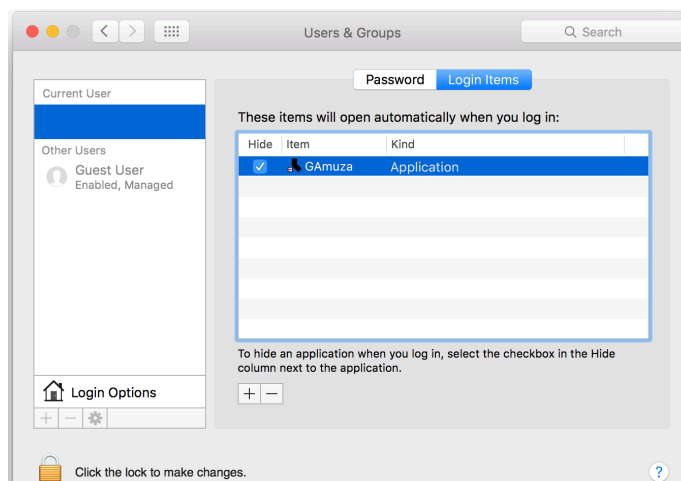 Users & Groups
Search
Password
Login Items
Current User
Other Users
Guest User
Enabled, Managed
Login Options
These items will open automatically when you log in:
Hide Item Kind
GAmuza Application
To hide an application when you log in, select the checkbox in the Hide
column next to the application.
Click the lock to make changes.
?